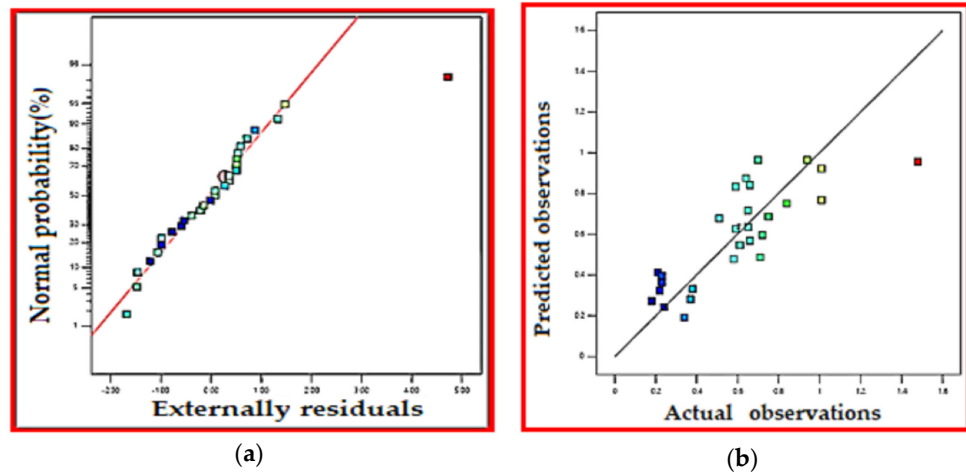 Normal probability(%)
99
95
90
80
70
50
30
20
10
5
1
-2.00 -1.00 0.00 1.00 2.00 3.00 4.00 5.00
Externally residuals
(a)
Predicted observations
1.6
1.4
1.2
1
0.8
0.6
0.4
0.2
0
0 0.2 0.4 0.6 0.8 1 1.2 1.4 1.6
Actual observations
(b)